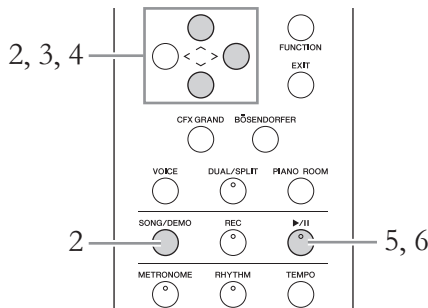 2, 3, 4
< ^ v >
FUNCTION
EXIT
CFX GRAND BÖSENDORFER
VOICE DUAL/SPLIT PIANO ROOM
2 SONG/DEMO REC ►/II 5, 6
METRONOME RHYTHM TEMPO